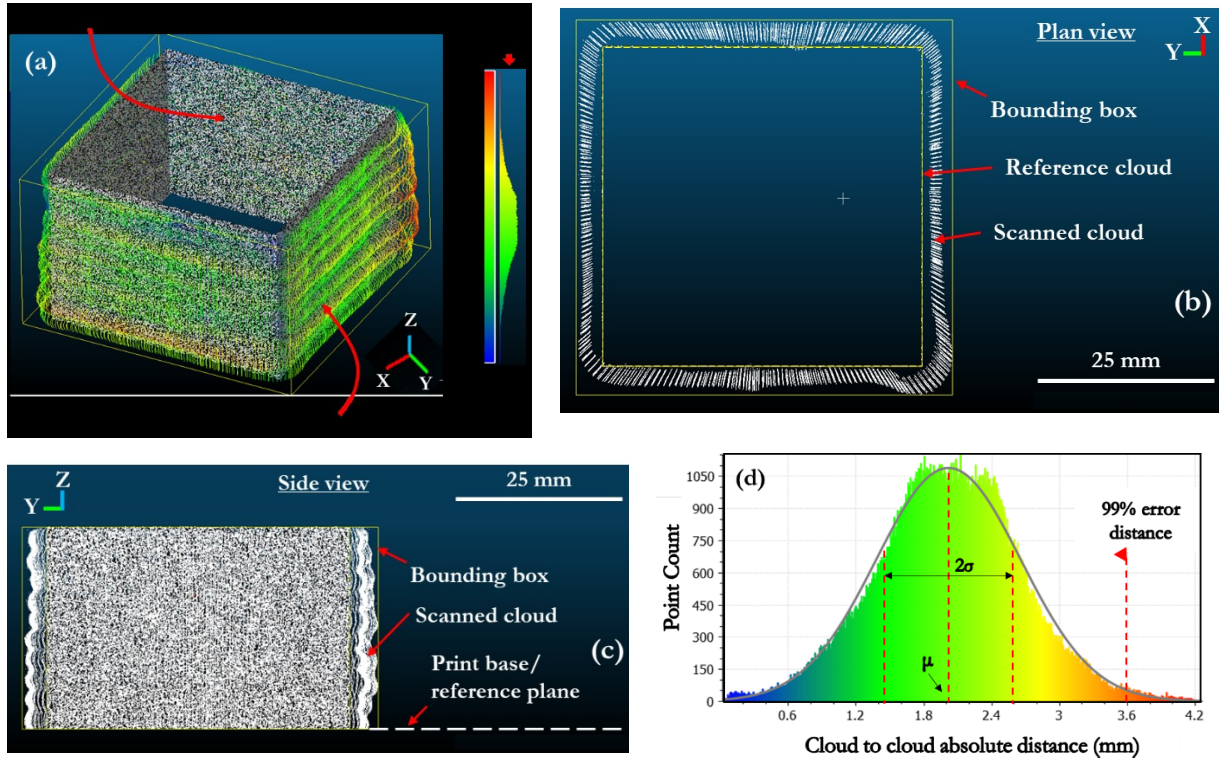 (a)
Z
X
Y
Plan view
X
Y
Bounding box
Reference cloud
Scanned cloud
(b)
25 mm
Z
Y
Side view
25 mm
Bounding box
Scanned cloud
(c)
Print base/
reference plane
(d)
99% error
distance
2σ
μ
Point Count
1050
900
750
600
450
300
150
0
0.6
1.2
1.8
2.4
3.0
3.6
4.2
Cloud to cloud absolute distance (mm)